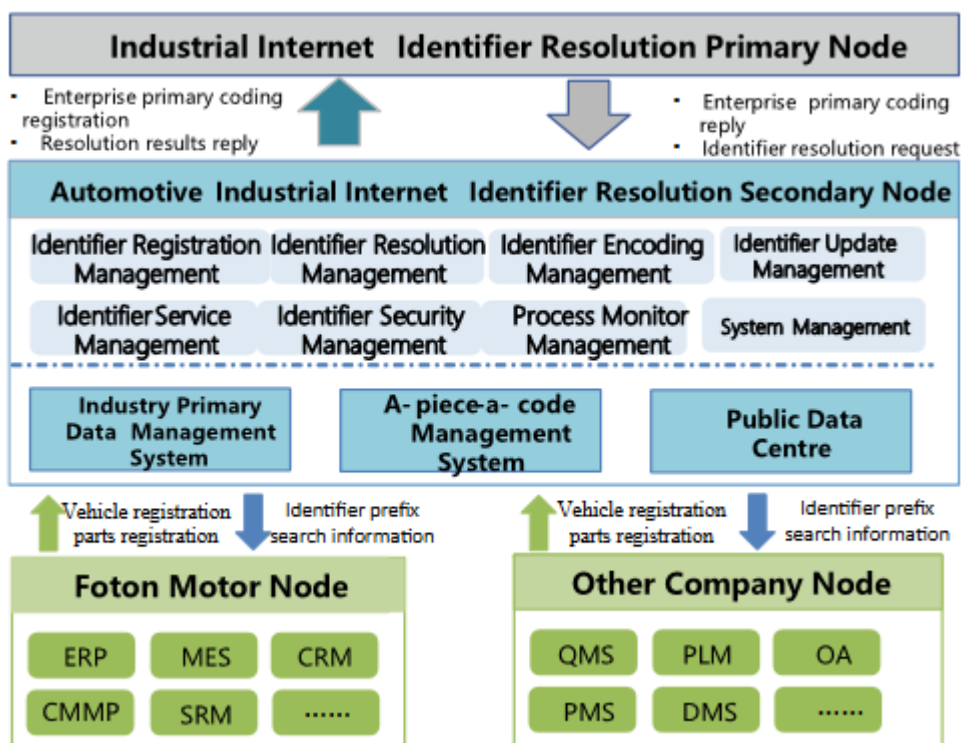 Industrial Internet Identifier Resolution Primary Node
• Enterprise primary coding
registration
• Resolution results reply
• Enterprise primary coding
reply
• Identifier resolution request
Automotive Industrial Internet Identifier Resolution Secondary Node
Identifier Registration
Management
Identifier Resolution
Management
Identifier Encoding
Management
Identifier Update
Management
Identifier Service
Management
Identifier Security
Management
Process Monitor
Management
System Management
Industry Primary
Data Management
System
A- piece-a- code
Management
System
Public Data
Centre
Vehicle registration
parts registration
Identifier prefix
search information
Vehicle registration
parts registration
Identifier prefix
search information
Foton Motor Node
ERP
MES
CRM
CMMP
SRM
......
Other Company Node
QMS
PLM
OA
PMS
DMS
......